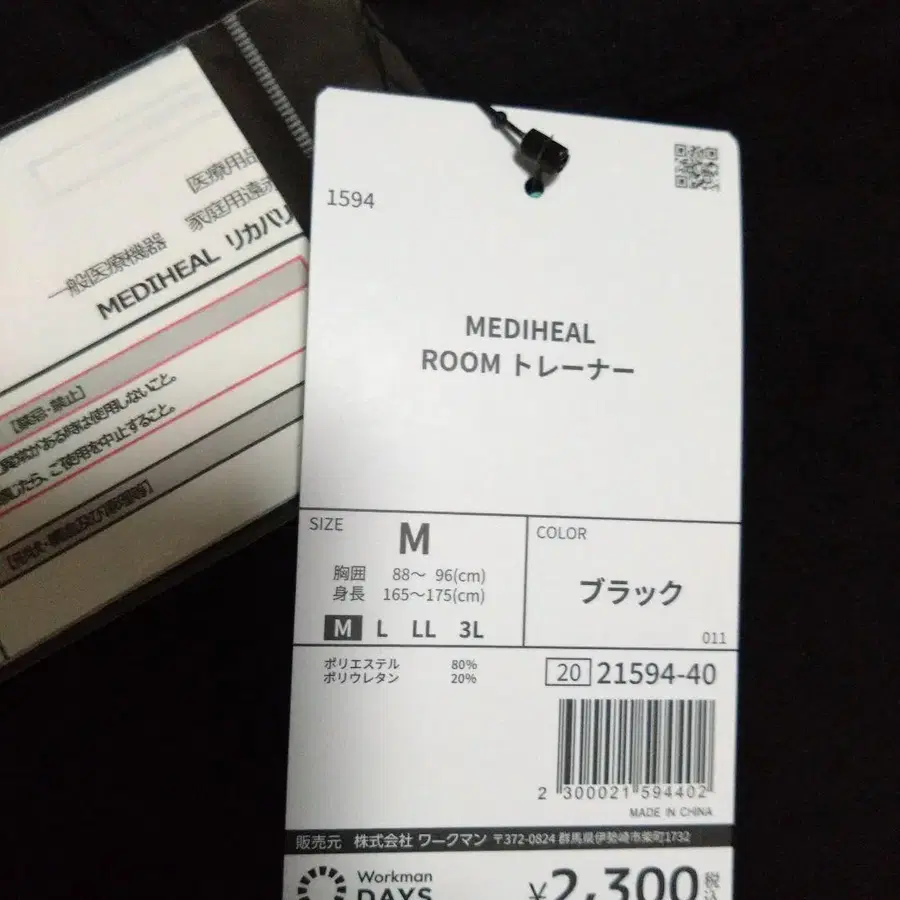 医療用品
一般医療機器 家庭用遠赤
MEDIHEAL リカバリ
【禁忌・禁止】
異常がある時は使用しないこと。
したら、ご使用を中止すること。
1594
MEDIHEAL
ROOM トレーナー
SIZE
M
胸囲 88～ 96(cm)
身長 165～175(cm)
M L LL 3L
COLOR
ブラック
011
ポリエステル 80%
ポリウレタン 20%
20 21594-40
2 300021 594402
MADE IN CHINA
販売元 株式会社 ワークマン 〒372-0824 群馬県伊勢崎市柴町1732
Workman
DAYS
¥2,300 税込